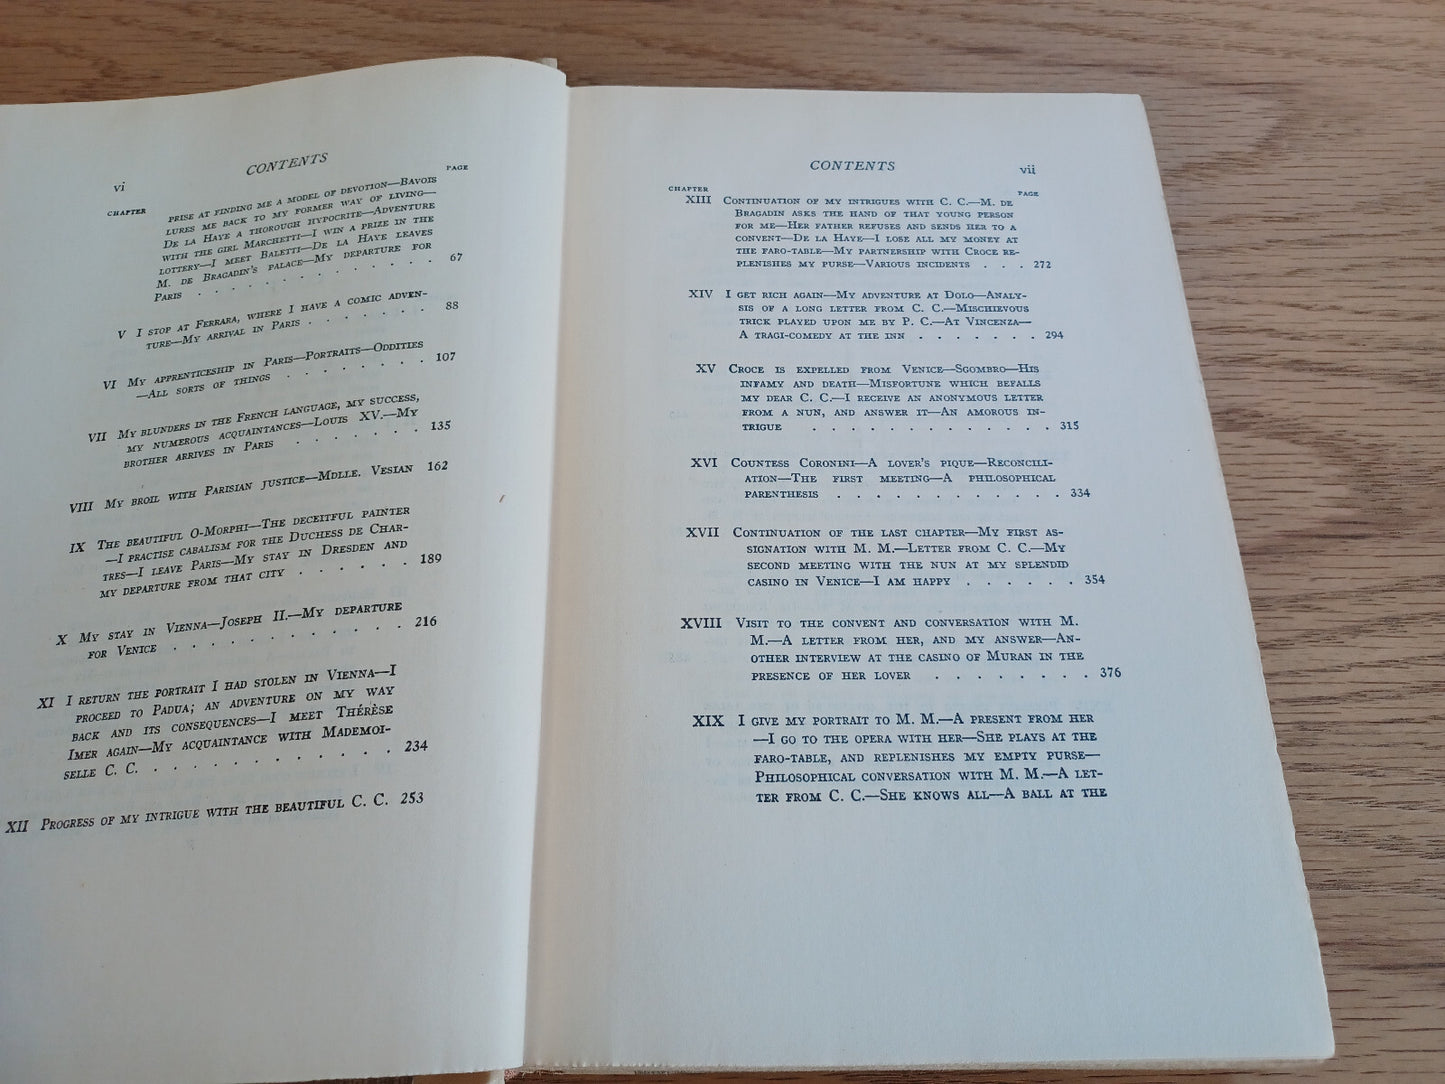 vi CONTENTS
CHAPTER PAGE
PRISE AT FINDING ME A MODEL OF DEVOTION—BAVOIS
LURES ME BACK TO MY FORMER WAY OF LIVING—
DE LA HAYE A THOROUGH HYPOCRITE—ADVENTURE
WITH THE GIRL MARCHETTI—I WIN A PRIZE IN THE
LOTTERY—I MEET BALETTI—DE LA HAYE LEAVES
M. DE BRAGADIN'S PALACE—MY DEPARTURE FOR
PARIS . . . . . . . . . . . 67
V I STOP AT FERRARA, WHERE I HAVE A COMIC ADVEN-
TURE—MY ARRIVAL IN PARIS . . . . . . . 88
VI MY APPRENTICESHIP IN PARIS—PORTRAITS—ODDITIES
—ALL SORTS OF THINGS . . . . . . . . 107
VII MY BLUNDERS IN THE FRENCH LANGUAGE, MY SUCCESS,
MY NUMEROUS ACQUAINTANCES—LOUIS XV.—MY
BROTHER ARRIVES IN PARIS . . . . . . . 135
VIII MY BROIL WITH PARISIAN JUSTICE—MDLLE. VESIAN 162
IX THE BEAUTIFUL O-MORPHI—THE DECEITFUL PAINTER
—I PRACTISE CABALISM FOR THE DUCHESS DE CHAR-
TRES—I LEAVE PARIS—MY STAY IN DRESDEN AND
MY DEPARTURE FROM THAT CITY . . . . . . 189
X MY STAY IN VIENNA—JOSEPH II.—MY DEPARTURE
FOR VENICE . . . . . . . . . . . 216
XI I RETURN THE PORTRAIT I HAD STOLEN IN VIENNA—I
PROCEED TO PADUA; AN ADVENTURE ON MY WAY
BACK AND ITS CONSEQUENCES—I MEET THÉRÈSE
IMER AGAIN—MY ACQUAINTANCE WITH MADEMOI-
SELLE C. C. . . . . . . . . . . . 234
XII PROGRESS OF MY INTRIGUE WITH THE BEAUTIFUL C. C. 253
CONTENTS vii
CHAPTER PAGE
XIII CONTINUATION OF MY INTRIGUES WITH C. C.—M. DE
BRAGADIN ASKS THE HAND OF THAT YOUNG PERSON
FOR ME—HER FATHER REFUSES AND SENDS HER TO A
CONVENT—DE LA HAYE—I LOSE ALL MY MONEY AT
THE FARO-TABLE—MY PARTNERSHIP WITH CROCE RE-
PLENISHES MY PURSE—VARIOUS INCIDENTS . . . 272
XIV I GET RICH AGAIN—MY ADVENTURE AT DOLO—ANALY-
SIS OF A LONG LETTER FROM C. C.—MISCHIEVOUS
TRICK PLAYED UPON ME BY P. C.—AT VINCENZA—
A TRAGI-COMEDY AT THE INN . . . . . . . 294
XV CROCE IS EXPELLED FROM VENICE—SGOMBRO—HIS
INFAMY AND DEATH—MISFORTUNE WHICH BEFALLS
MY DEAR C. C.—I RECEIVE AN ANONYMOUS LETTER
FROM A NUN, AND ANSWER IT—AN AMOROUS IN-
TRIGUE . . . . . . . . . . . . . 315
XVI COUNTESS CORONINI—A LOVER'S PIQUE—RECONCILI-
ATION—THE FIRST MEETING—A PHILOSOPHICAL
PARENTHESIS . . . . . . . . . . . . 334
XVII CONTINUATION OF THE LAST CHAPTER—MY FIRST AS-
SIGNATION WITH M. M.—LETTER FROM C. C.—MY
SECOND MEETING WITH THE NUN AT MY SPLENDID
CASINO IN VENICE—I AM HAPPY . . . . . . 354
XVIII VISIT TO THE CONVENT AND CONVERSATION WITH M.
M.—A LETTER FROM HER, AND MY ANSWER—AN-
OTHER INTERVIEW AT THE CASINO OF MURAN IN THE
PRESENCE OF HER LOVER . . . . . . . . 376
XIX I GIVE MY PORTRAIT TO M. M.—A PRESENT FROM HER
—I GO TO THE OPERA WITH HER—SHE PLAYS AT THE
FARO-TABLE, AND REPLENISHES MY EMPTY PURSE—
PHILOSOPHICAL CONVERSATION WITH M. M.—A LET-
TER FROM C. C.—SHE KNOWS ALL—A BALL AT THE